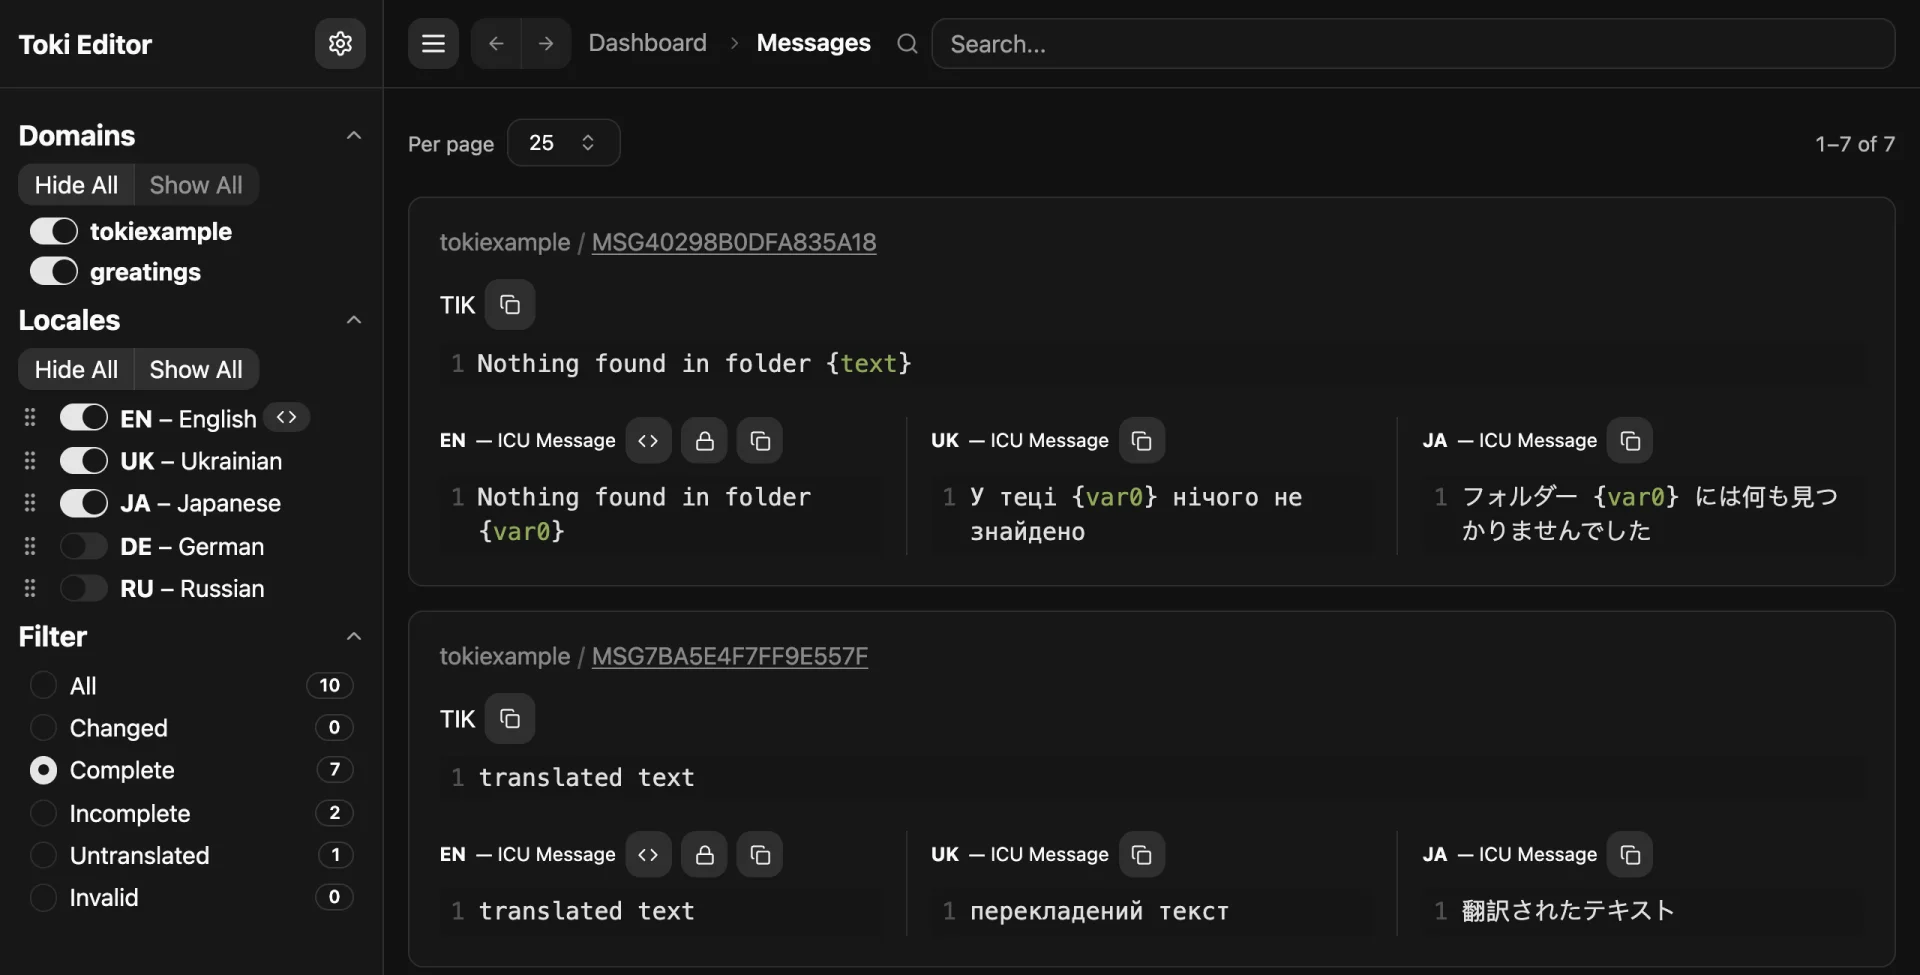 Toki Editor
Dashboard
Messages
Search...
Domains
Hide All
Show All
tokiexample
greatings
Locales
Hide All
Show All
EN – English
UK – Ukrainian
JA – Japanese
DE – German
RU – Russian
Filter
All 10
Changed 0
Complete 7
Incomplete 2
Untranslated 1
Invalid 0
Per page 25
1–7 of 7
tokiexample / MSG40298B0DFA835A18
TIK
1 Nothing found in folder {text}
EN — ICU Message
1 Nothing found in folder
{var0}
UK — ICU Message
1 У теці {var0} нічого не
знайдено
JA — ICU Message
1 フォルダー {var0} には何も見つ
かりませんでした
tokiexample / MSG7BA5E4F7FF9E557F
TIK
1 translated text
EN — ICU Message
1 translated text
UK — ICU Message
1 перекладений текст
JA — ICU Message
1 翻訳されたテキスト